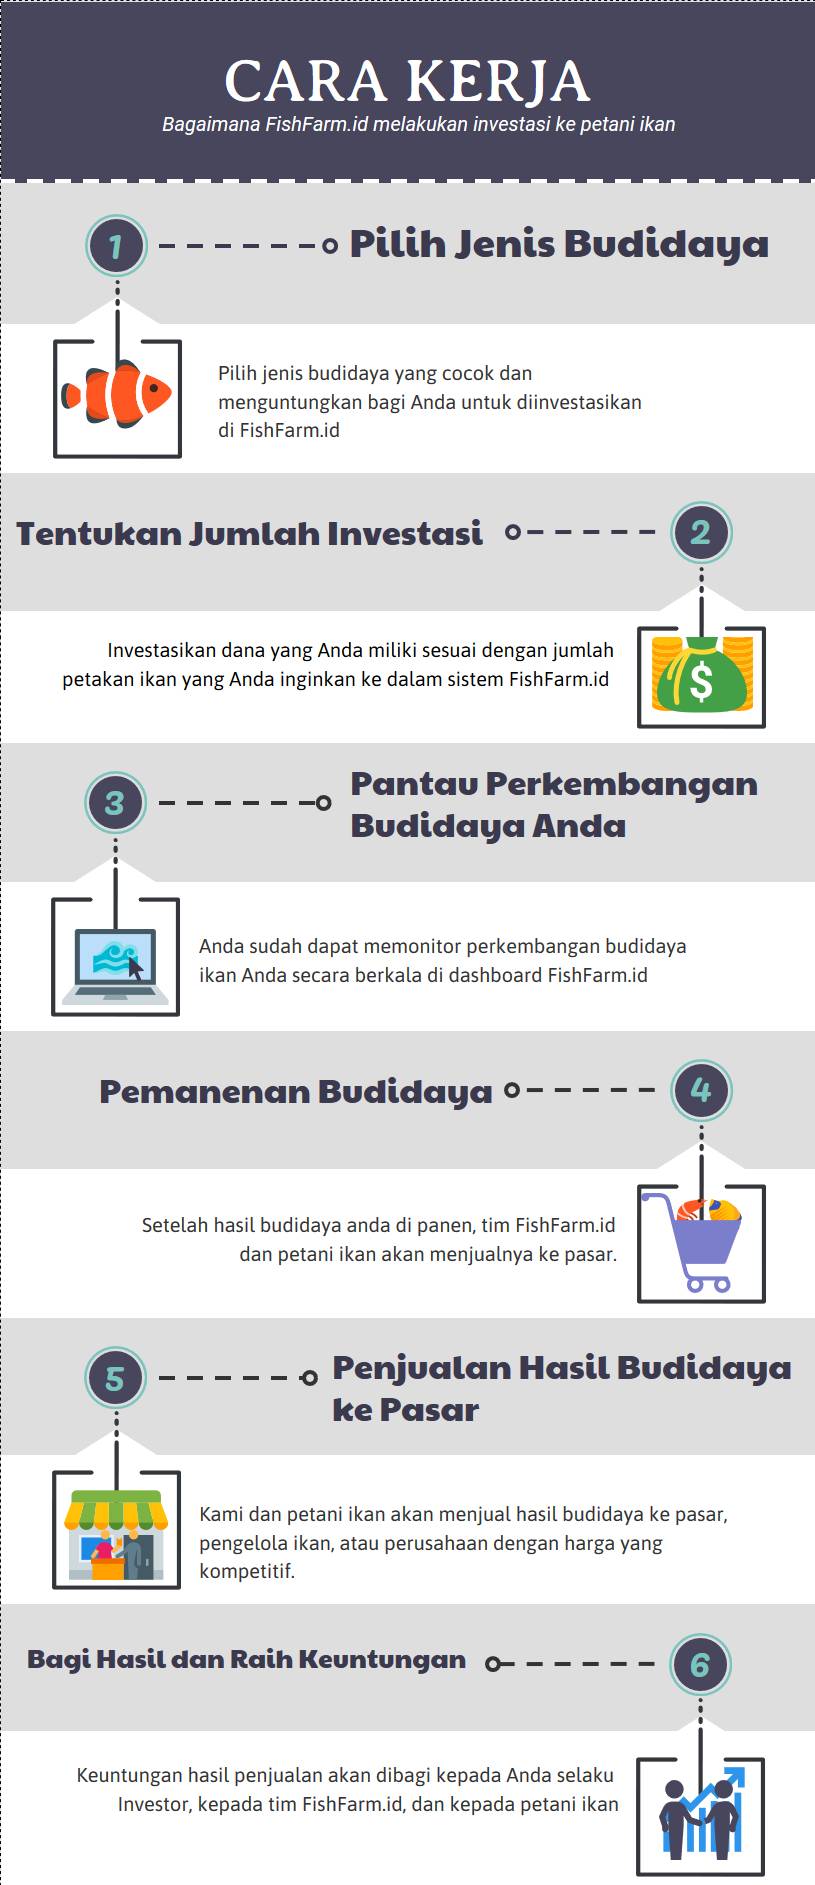 CARA KERJA
Bagaimana FishFarm.id melakukan investasi ke petani ikan
1
Pilih Jenis Budidaya
Pilih jenis budidaya yang cocok dan
menguntungkan bagi Anda untuk diinvestasikan
di FishFarm.id
Tentukan Jumlah Investasi
2
Investasikan dana yang Anda miliki sesuai dengan jumlah
petakan ikan yang Anda inginkan ke dalam sistem FishFarm.id
$
3
Pantau Perkembangan
Budidaya Anda
Anda sudah dapat memonitor perkembangan budidaya
ikan Anda secara berkala di dashboard FishFarm.id
Pemanenan Budidaya
4
Setelah hasil budidaya anda di panen, tim FishFarm.id
dan petani ikan akan menjualnya ke pasar.
5
Penjualan Hasil Budidaya
ke Pasar
Kami dan petani ikan akan menjual hasil budidaya ke pasar,
pengelola ikan, atau perusahaan dengan harga yang
kompetitif.
Bagi Hasil dan Raih Keuntungan
6
Keuntungan hasil penjualan akan dibagi kepada Anda selaku
Investor, kepada tim FishFarm.id, dan kepada petani ikan